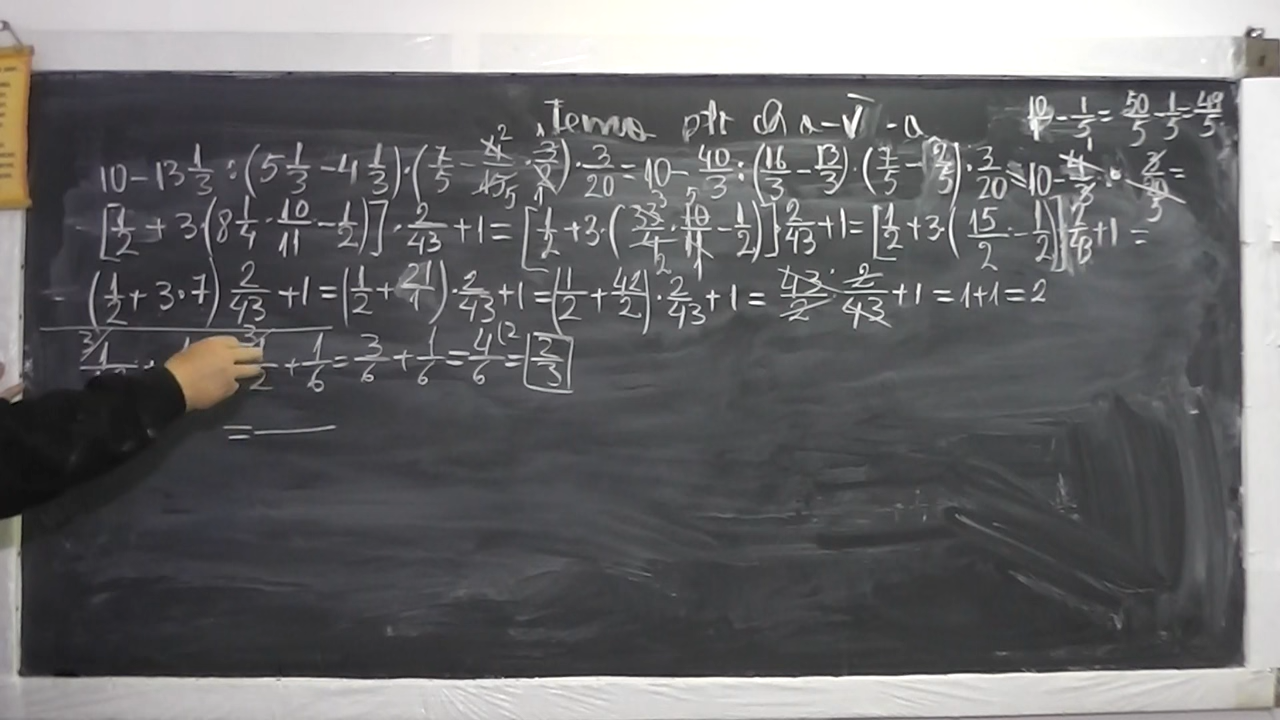 Tema ptr cls a-V-a
10/1 - 1/5 = 50/5 - 1/5 = 49/5
10 - 13 1/3 : (5 1/3 - 4 1/3) · (7/5 - 4/15 · 3/2) · 3/20 = 10 - 40/3 : (16/3 - 13/3) · (7/5 - 2/5) · 3/20 = 10 -
[1/2 + 3 · (8 1/4 · 10/11 - 1/2)] · 2/43 + 1 = [1/2 + 3 · (33/4 · 10/11 - 1/2)] · 2/43 + 1 = [1/2 + 3 · (15/2 - 1/2)] · 2/43 + 1 =
(1/2 + 3 · 7) 2/43 + 1 = (1/2 + 21/1) · 2/43 + 1 = (1/2 + 42/2) · 2/43 + 1 = 43/2 · 2/43 + 1 = 1 + 1 = 2
+ 1/6 = 3/6 + 1/6 = 4/6 (2 = 2/3
=